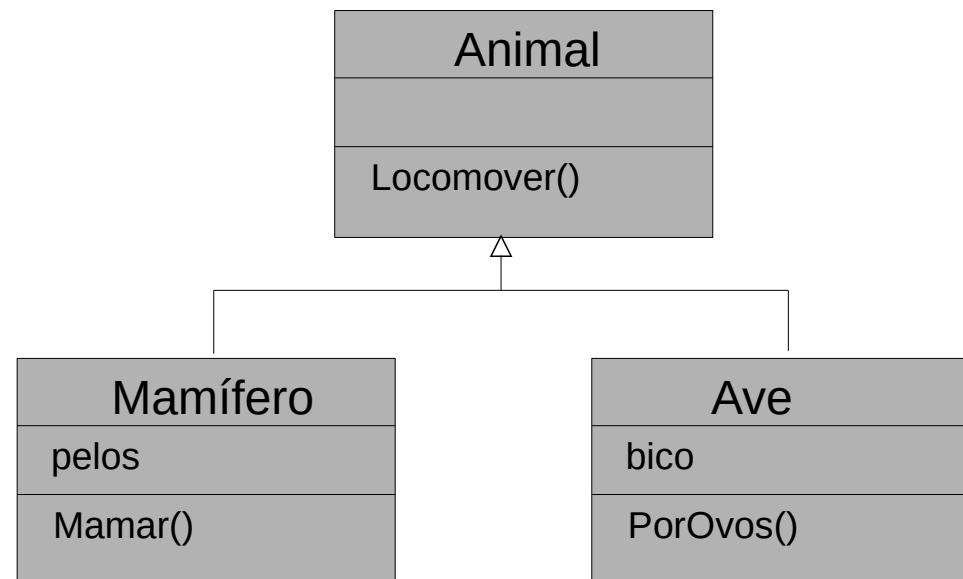 Animal
Locomover()
Mamífero
pelos
Mamar()
Ave
bico
PorOvos()